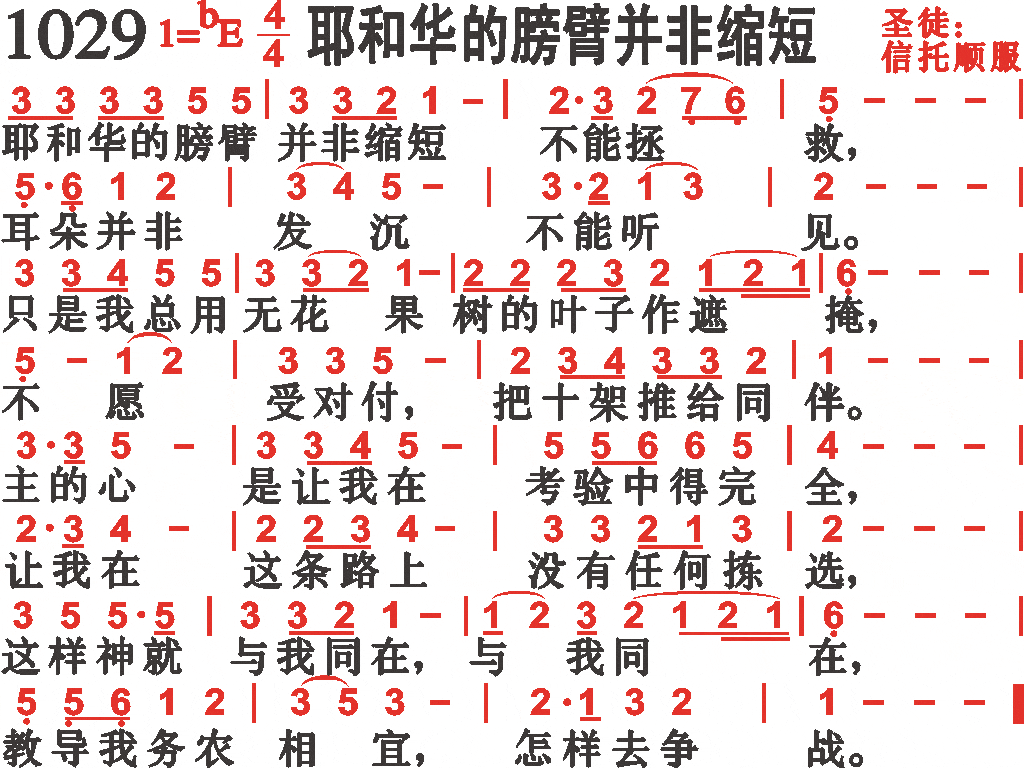 1029 1=bE 4/4 耶和华的膀臂并非缩短 圣徒：
信托顺服
3 3 3 3 5 5 | 3 3 2 1 – | 2· 3 2 7 6 | 5 – – – |
耶和华的膀臂 并非缩短 不能拯 救，
5· 6 1 2 | 3 4 5 – | 3· 2 1 3 | 2 – – – |
耳朵并非 发 沉 不能听 见。
3 3 4 5 5 | 3 3 2 1 – | 2 2 2 3 2 1 2 1 | 6 – – – |
只是我总用 无花 果 树的叶子作遮 掩，
5 – 1 2 | 3 3 5 – | 2 3 4 3 3 2 | 1 – – – |
不 愿 受对付， 把十架推给同 伴。
3· 3 5 – | 3 3 4 5 – | 5 5 6 6 5 | 4 – – – |
主的心 是让我在 考验中得完 全，
2· 3 4 – | 2 2 3 4 – | 3 3 2 1 3 | 2 – – – |
让我在 这条路上 没有任何拣 选，
3 5 5· 5 | 3 3 2 1 – | 1 2 3 2 1 2 1 | 6 – – – |
这样神就 与我同在， 与 我同 在，
5 5 6 1 2 | 3 5 3 – | 2· 1 3 2 | 1 – – – |
教导我务农 相 宜， 怎样去争 战。